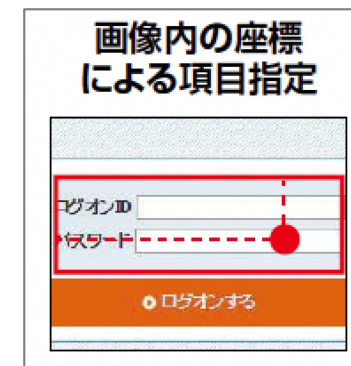 画像内の座標
による項目指定
ログオンID
パスワード
ログオンする